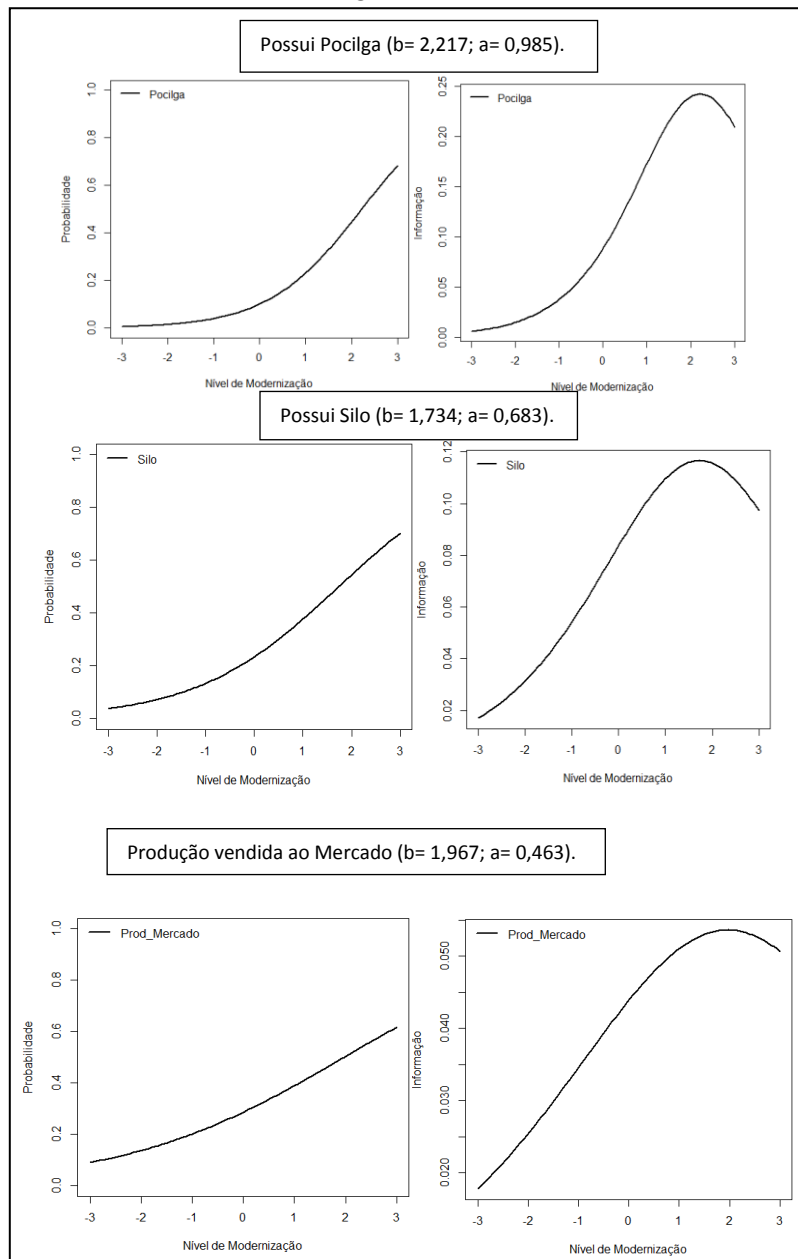 Possui Pocilga (b= 2,217; a= 0,985).
Pocilga
Probabilidade
0.0 0.2 0.4 0.6 0.8 1.0
-3 -2 -1 0 1 2 3
Nível de Modernização
Pocilga
Informação
0.00 0.05 0.10 0.15 0.20 0.25
-3 -2 -1 0 1 2 3
Nível de Modernização
Possui Silo (b= 1,734; a= 0,683).
Silo
Probabilidade
0.0 0.2 0.4 0.6 0.8 1.0
-3 -2 -1 0 1 2 3
Nível de Modernização
Silo
Informação
0.02 0.04 0.06 0.08 0.10 0.12
-3 -2 -1 0 1 2 3
Nível de Modernização
Produção vendida ao Mercado (b= 1,967; a= 0,463).
Prod_Mercado
Probabilidade
0.0 0.2 0.4 0.6 0.8 1.0
-3 -2 -1 0 1 2 3
Nível de Modernização
Prod_Mercado
Informação
0.020 0.030 0.040 0.050
-3 -2 -1 0 1 2 3
Nível de Modernização